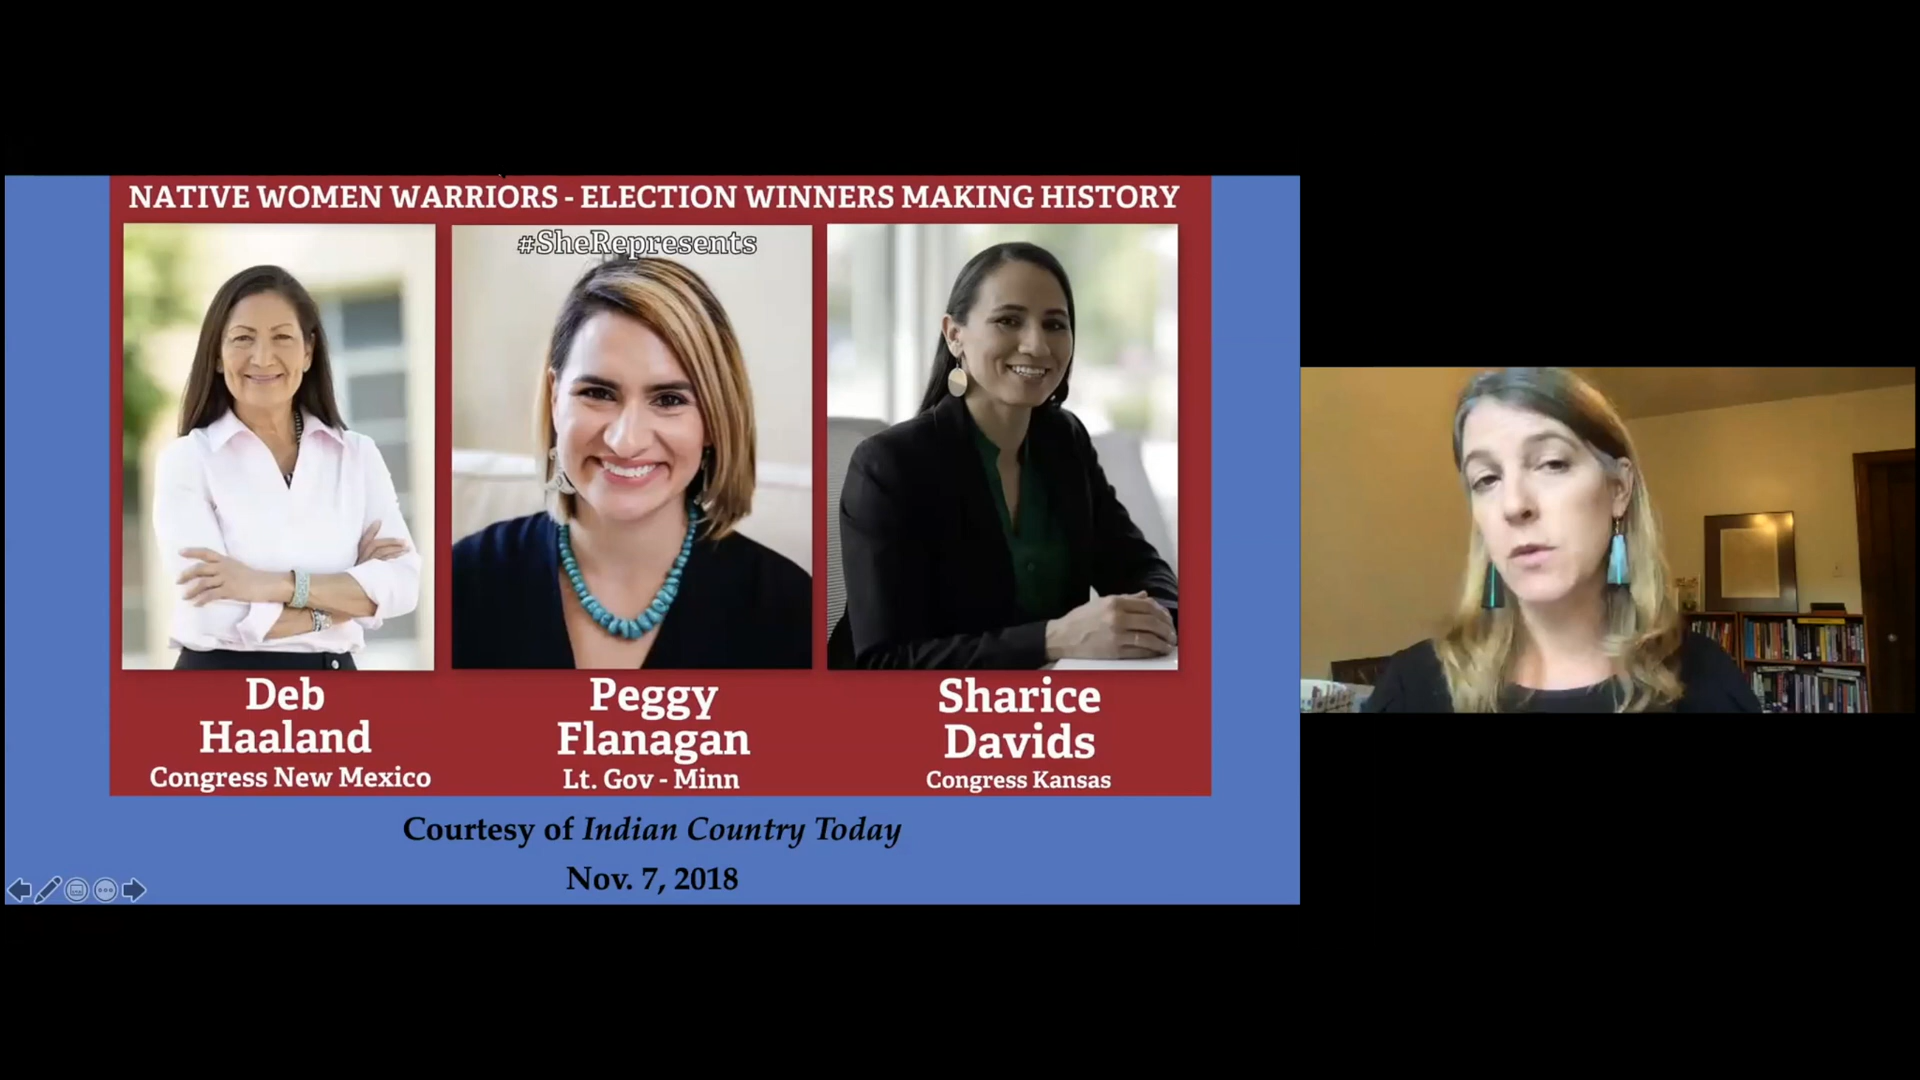 NATIVE WOMEN WARRIORS - ELECTION WINNERS MAKING HISTORY
#SheRepresents
Deb
Haaland
Congress New Mexico
Peggy
Flanagan
Lt. Gov - Minn
Sharice
Davids
Congress Kansas
Courtesy of Indian Country Today
Nov. 7, 2018